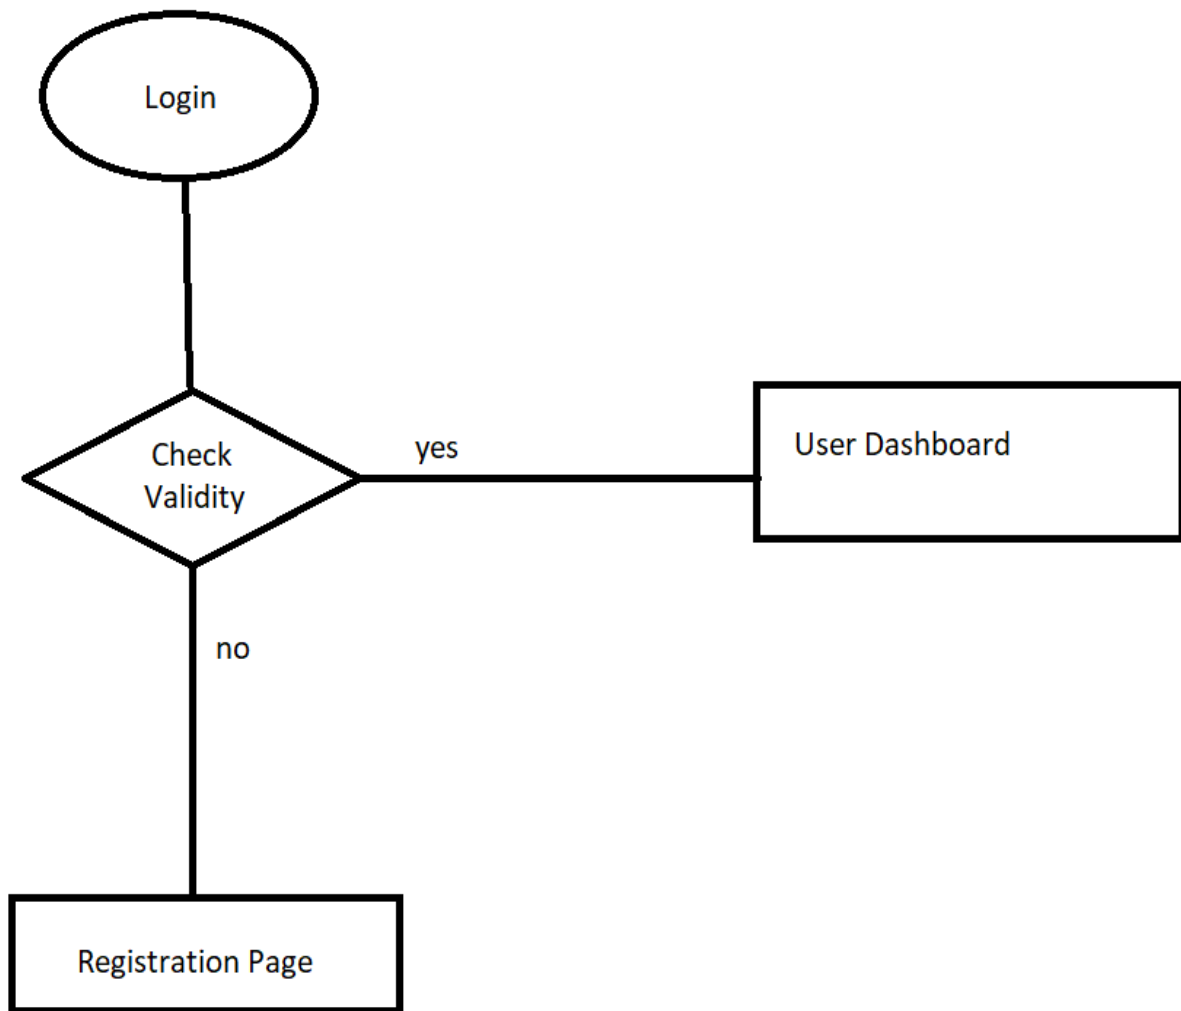 Login
Check
Validity
yes
User Dashboard
no
Registration Page